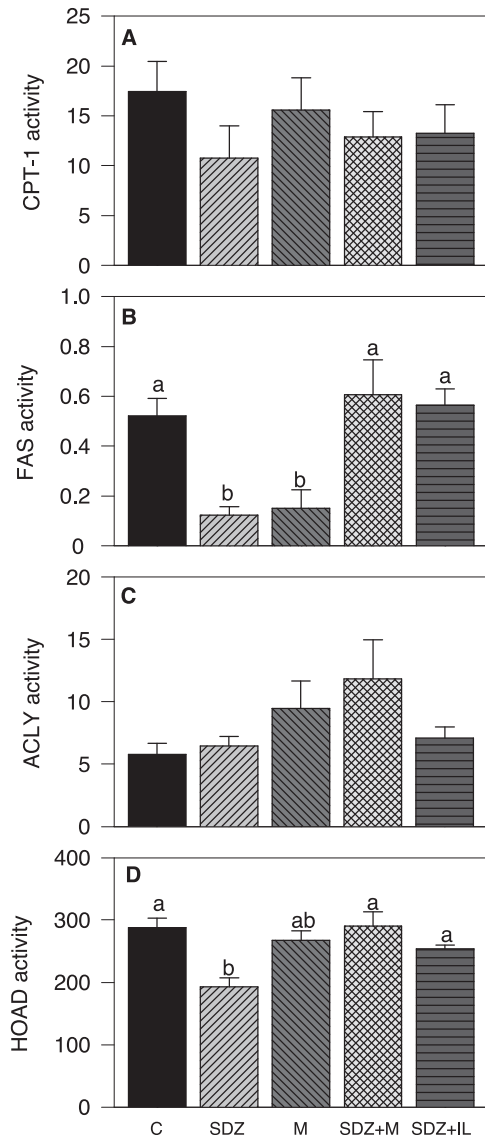 A
CPT-1 activity
25
20
15
10
5
0
B
FAS activity
1.0
0.8
0.6
0.4
0.2
0
a
b
b
a
a
C
ACLY activity
20
15
10
5
0
D
HOAD activity
400
300
200
100
0
a
b
ab
a
a
C SDZ M SDZ+M SDZ+IL